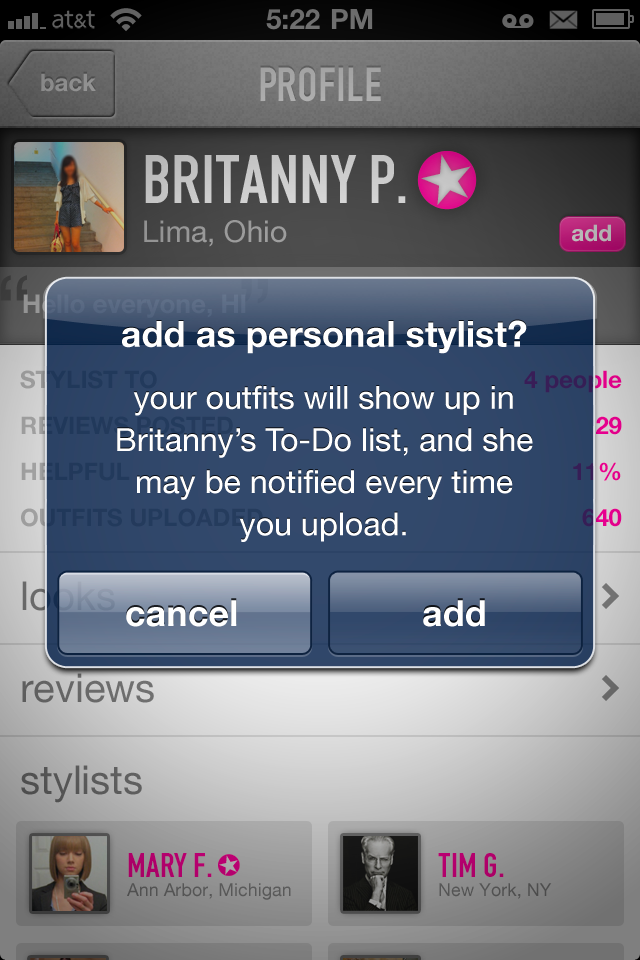 at&t 5:22 PM
back PROFILE
BRITANNY P.
Lima, Ohio
add
“Hello everyone, HI”
add as personal stylist?
your outfits will show up in
Britanny’s To-Do list, and she
may be notified every time
you upload.
cancel add
STYLIST TO 4 people
REVIEWS POSTED 29
HELPFUL 11%
OUTFITS UPLOADED 640
looks
reviews
stylists
MARY F. TIM G.
Ann Arbor, Michigan New York, NY